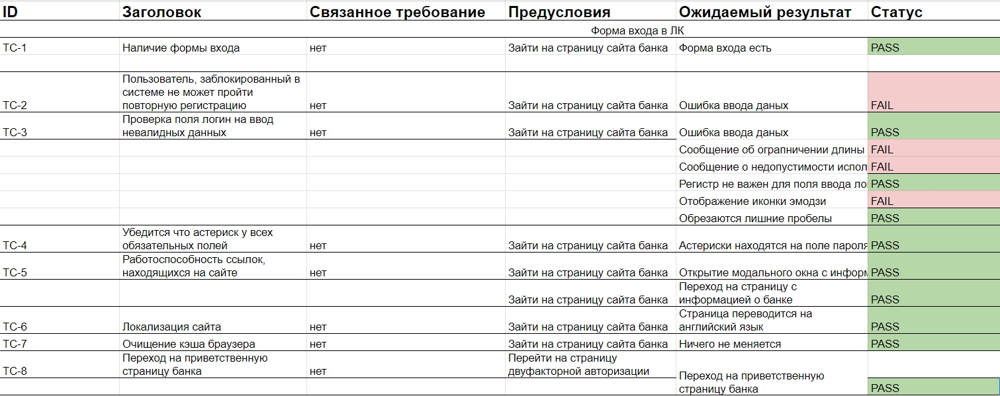 ID Заголовок Связанное требование Предусловия Ожидаемый результат Статус
Форма входа в ЛК
ТС-1 Наличие формы входа нет Зайти на страницу сайта банка Форма входа есть PASS
Пользователь, заблокированный в
системе не может пройти
ТС-2 повторную регистрацию нет Зайти на страницу сайта банка Ошибка ввода даных FAIL
Проверка поля логин на ввод
ТС-3 невалидных данных нет Зайти на страницу сайта банка Ошибка ввода даных PASS
Сообщение об ограпничении длины FAIL
Сообщение о недопустимости испол FAIL
Регистр не важен для поля ввода ло PASS
Отображение иконки эмодзи FAIL
Обрезаются лишние пробелы PASS
Убедится что астериск у всех
ТС-4 обязательных полей нет Зайти на страницу сайта банка Астериски находятся на поле пароля PASS
Работоспособность ссылок,
ТС-5 находящихся на сайте нет Зайти на страницу сайта банка Открытие модального окна с информ PASS
Переход на страницу с
Зайти на страницу сайта банка информацией о банке PASS
Страница переводится на
ТС-6 Локализация сайта нет Зайти на страницу сайта банка английский язык PASS
ТС-7 Очищение кэша браузера нет Зайти на страницу сайта банка Ничего не меняется PASS
Переход на приветственную Перейти на страницу
ТС-8 страницу банка нет двуфакторной авторизации
Переход на приветственную
страницу банка PASS